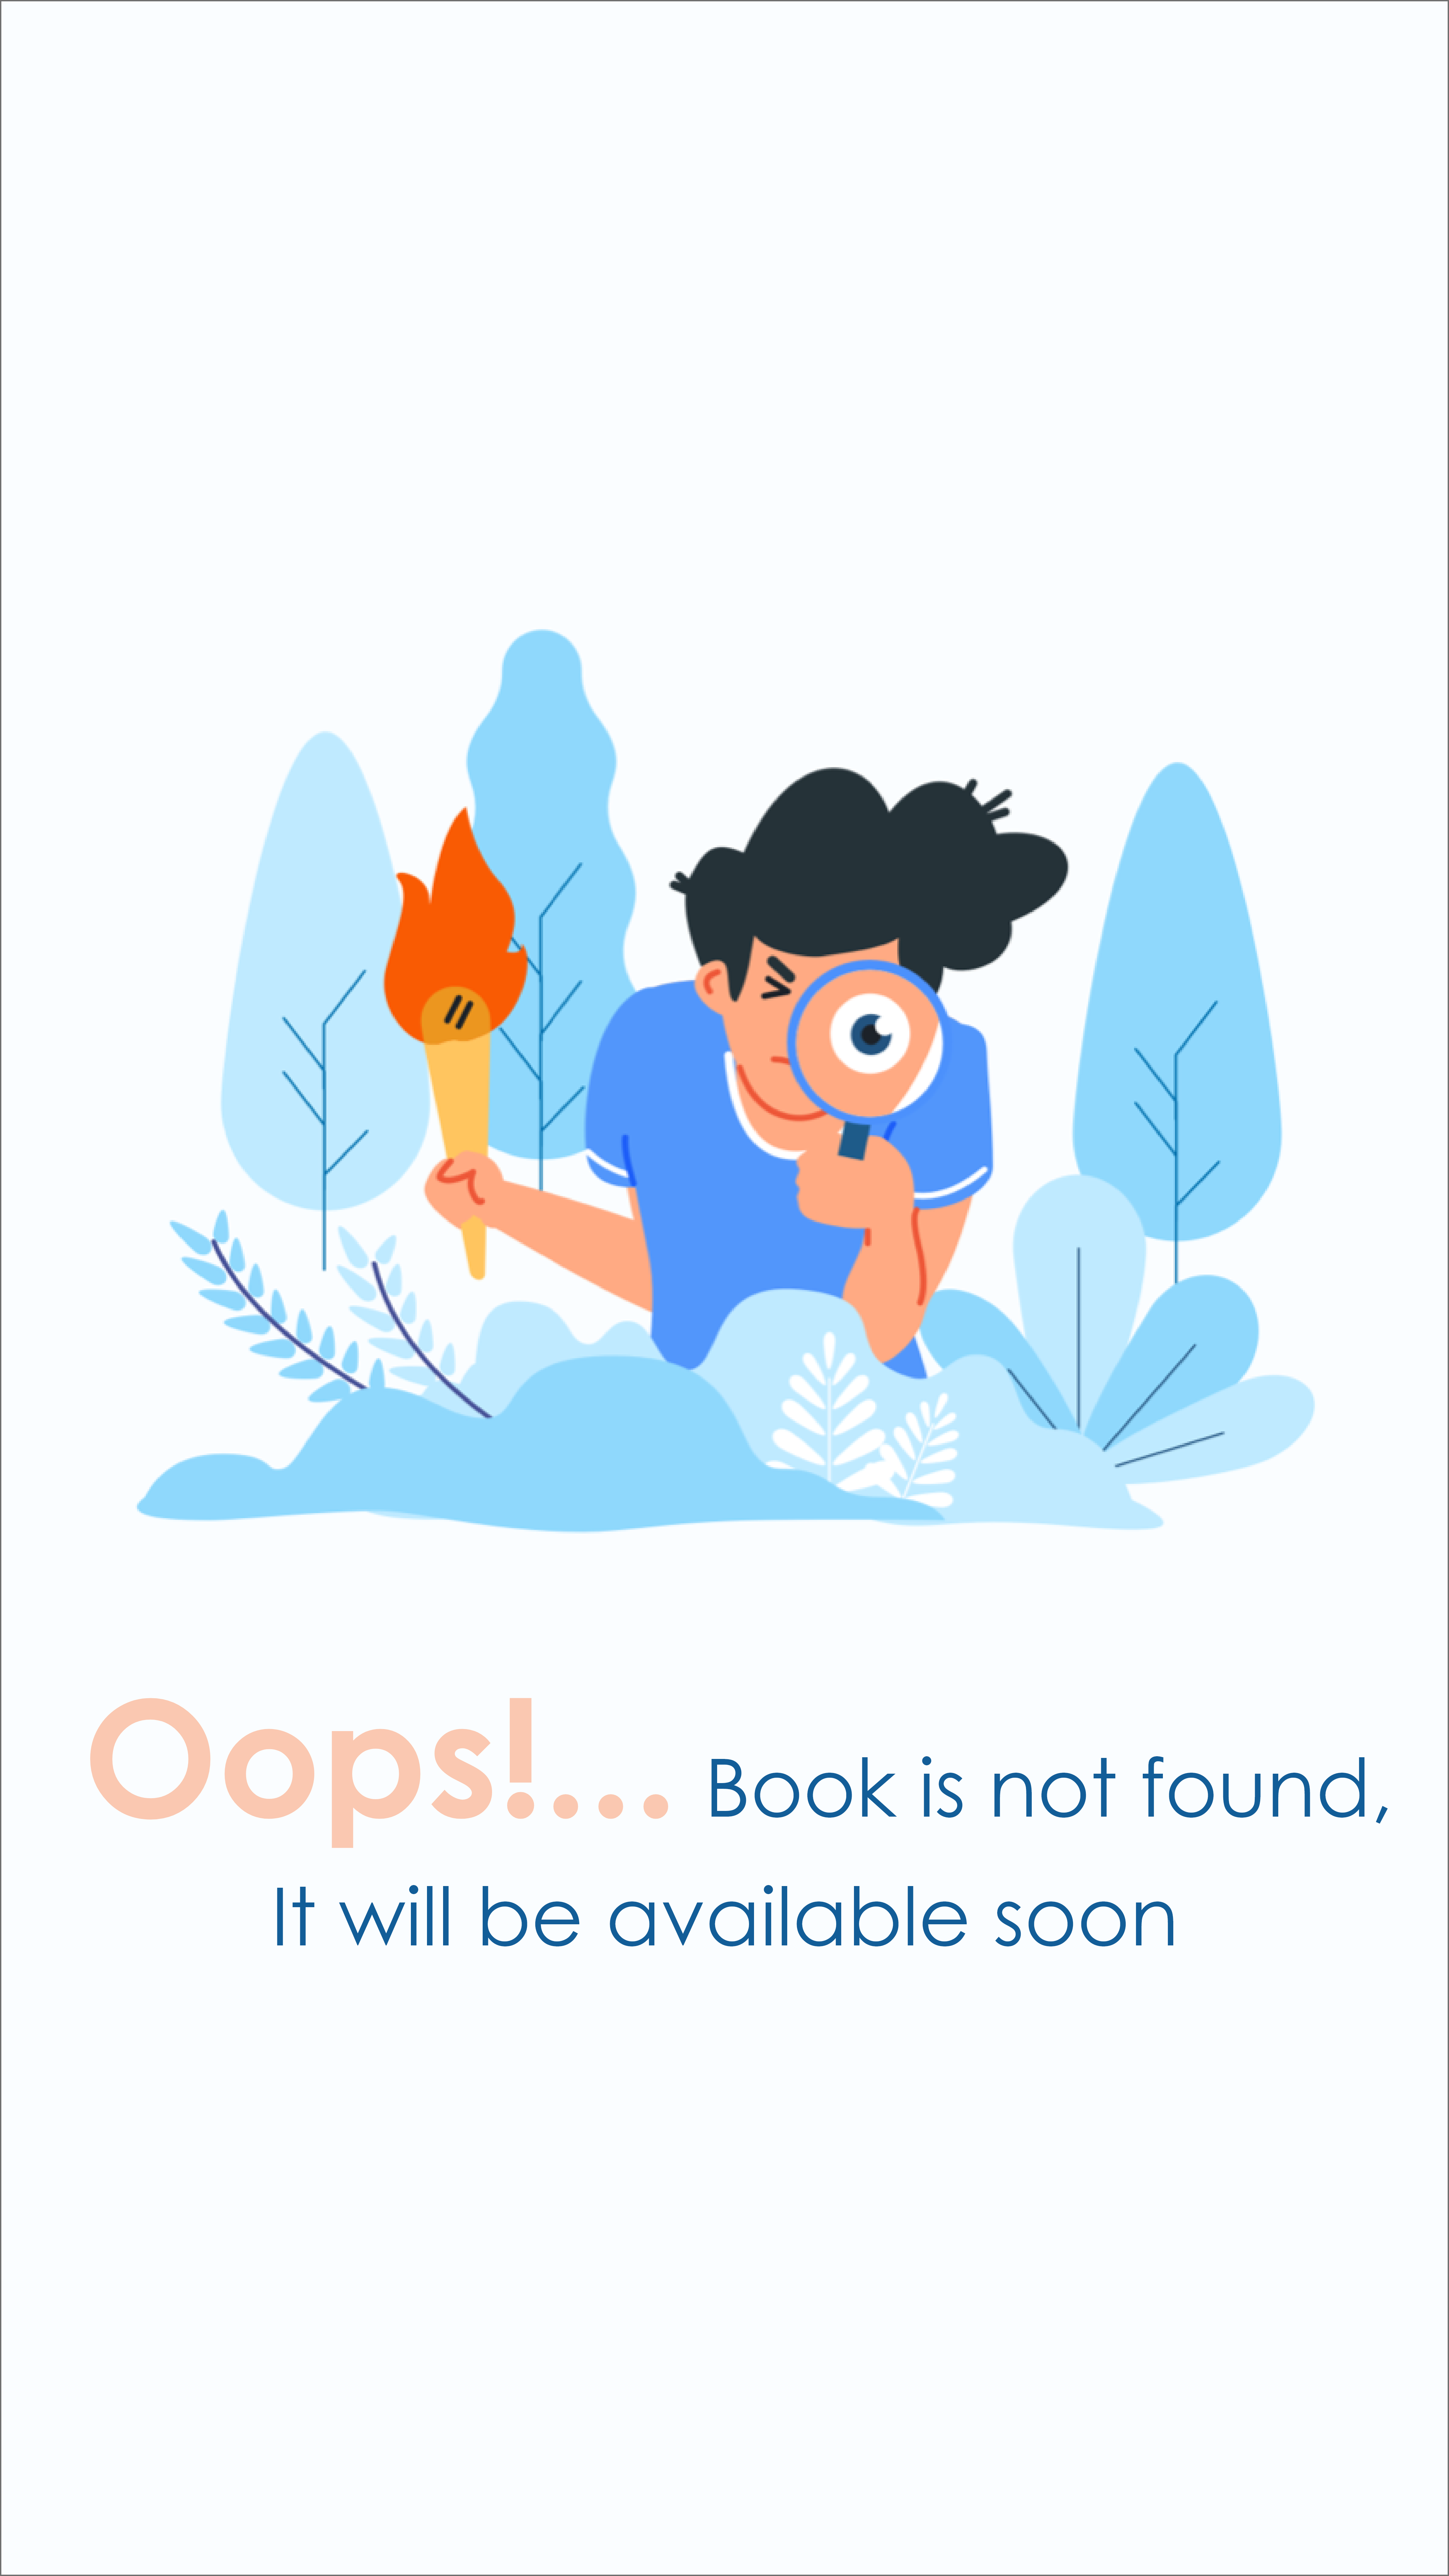 Oops!... Book is not found,
It will be available soon